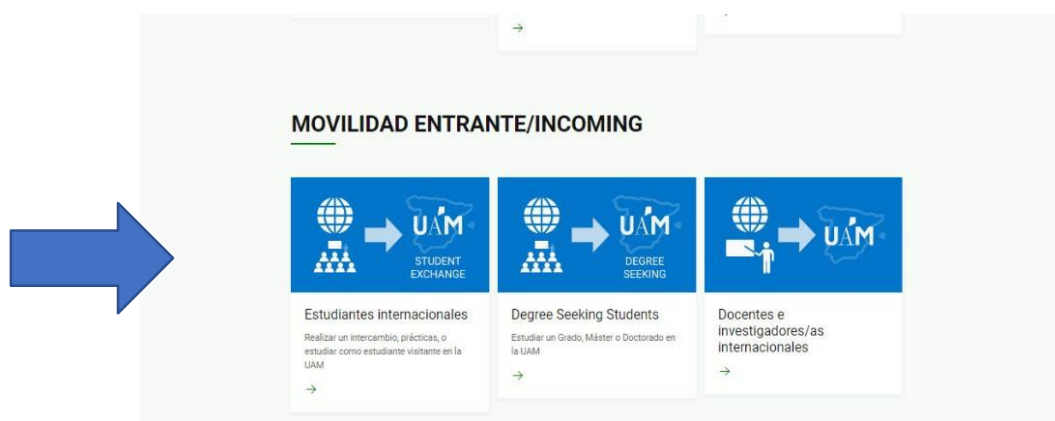 MOVILIDAD ENTRANTE/INCOMING
UAM
STUDENT
EXCHANGE
UAM
DEGREE
SEEKING
UAM
Estudiantes internacionales
Realizar un intercambio, prácticas, o
estudiar como estudiante visitante en la
UAM
Degree Seeking Students
Estudiar un Grado, Máster o Doctorado en
la UAM
Docentes e
investigadores/as
internacionales